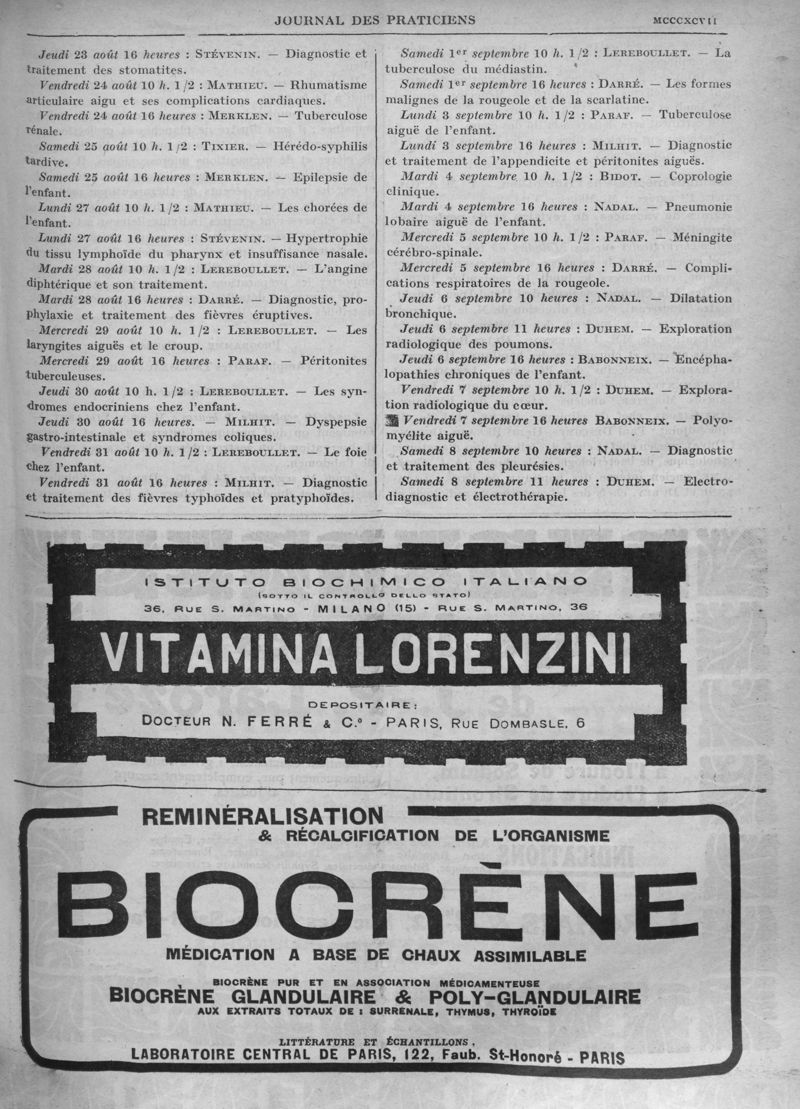 JOURNAL DES PRATICIENS
MCCCXCVII
Jeudi 23 août 16 heures : STÉVENIN. — Diagnostic et
traitement des stomatites.
Vendredi 24 août 10 h. 1/2 : MATHIEU. — Rhumatisme
articulaire aigu et ses complications cardiaques.
Vendredi 24 août 16 heures : MERKLEN. — Tuberculose
rénale.
Samedi 25 août 10 h. 1/2 : TIXIER. — Hérédo-syphilis
tardive.
Samedi 25 août 16 heures : MERKLEN. — Epilepsie de
l'enfant.
Lundi 27 août 10 h. 1/2 : MATHIEU. — Les chorées de
l'enfant.
Lundi 27 août 16 heures : STÉVENIN. — Hypertrophie
du tissu lymphoïde du pharynx et insuffisance nasale.
Mardi 28 août 10 h. 1/2 : LEREBOULLET. — L'angine
diphtérique et son traitement.
Mardi 28 août 16 heures : DARRÉ. — Diagnostic, pro-
phylaxie et traitement des fièvres éruptives.
Mercredi 29 août 10 h. 1/2 : LEREBOULLET. — Les
laryngites aiguës et le croup.
Mercredi 29 août 16 heures : PARAF. — Péritonites
tuberculeuses.
Jeudi 30 août 10 h. 1/2 : LEREBOULLET. — Les syn-
dromes endocriniens chez l'enfant.
Jeudi 30 août 16 heures. — MILHIT. — Dyspepsie
gastro-intestinale et syndromes coliques.
Vendredi 31 août 10 h. 1/2 : LEREBOULLET. — Le foie
chez l'enfant.
Vendredi 31 août 16 heures : MILHIT. — Diagnostic
et traitement des fièvres typhoïdes et pratyphoïdes.
Samedi 1er septembre 10 h. 1/2 : LEREBOULLET. — La
tuberculose du médiastin.
Samedi 1er septembre 16 heures : DARRÉ. — Les formes
malignes de la rougeole et de la scarlatine.
Lundi 3 septembre 10 h. 1/2 : PARAF. — Tuberculose
aiguë de l'enfant.
Lundi 3 septembre 16 heures : MILHIT. — Diagnostic
et traitement de l'appendicite et péritonites aiguës.
Mardi 4 septembre 10 h. 1/2 : BIDOT. — Coprologie
clinique.
Mardi 4 septembre 16 heures : NADAL. — Pneumonie
lobaire aiguë de l'enfant.
Mercredi 5 septembre 10 h. 1/2 : PARAF. — Méningite
cérébro-spinale.
Mercredi 5 septembre 16 heures : DARRÉ. — Compli-
cations respiratoires de la rougeole.
Jeudi 6 septembre 10 heures : NADAL. — Dilatation
bronchique.
Jeudi 6 septembre 11 heures : DUHEM. — Exploration
radiologique des poumons.
Jeudi 6 septembre 16 heures : BABONNEIX. — Encépha-
lopathies chroniques de l'enfant.
Vendredi 7 septembre 10 h. 1/2 : DUHEM. — Explora-
tion radiologique du cœur.
Vendredi 7 septembre 16 heures BABONNEIX. — Polyo-
myélite aiguë.
Samedi 8 septembre 10 heures : NADAL. — Diagnostic
et traitement des pleurésies.
Samedi 8 septembre 11 heures : DUHEM. — Electro-
diagnostic et électrothérapie.
ISTITUTO BIOCHIMICO ITALIANO
(SOTTO IL CONTROLLO DELLO STATO)
36, RUE S. MARTINO - MILANO (15) - RUE S. MARTINO, 36
VITAMINA LORENZINI
DEPOSITAIRE:
DOCTEUR N. FERRÉ & C.° - PARIS, RUE DOMBASLE, 6
REMINÉRALISATION
& RÉCALCIFICATION DE L'ORGANISME
BIOCRÈNE
MÉDICATION A BASE DE CHAUX ASSIMILABLE
BIOCRÈNE PUR ET EN ASSOCIATION MÉDICAMENTEUSE
BIOCRÈNE GLANDULAIRE & POLY-GLANDULAIRE
AUX EXTRAITS TOTAUX DE : SURRÉNALE, THYMUS, THYROÏDE
LITTÉRATURE ET ÉCHANTILLONS,
LABORATOIRE CENTRAL DE PARIS, 122, Faub. St-Honoré - PARIS